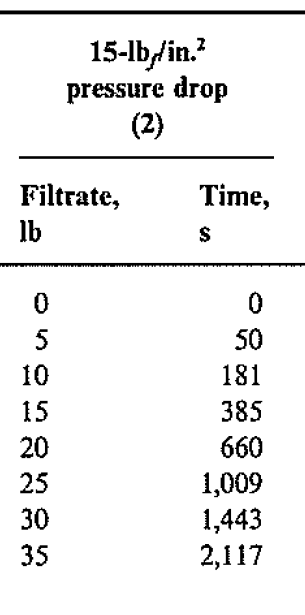 15-lb_f/in.²
pressure drop
(2)
Filtrate, Time,
lb s
0 0
5 50
10 181
15 385
20 660
25 1,009
30 1,443
35 2,117